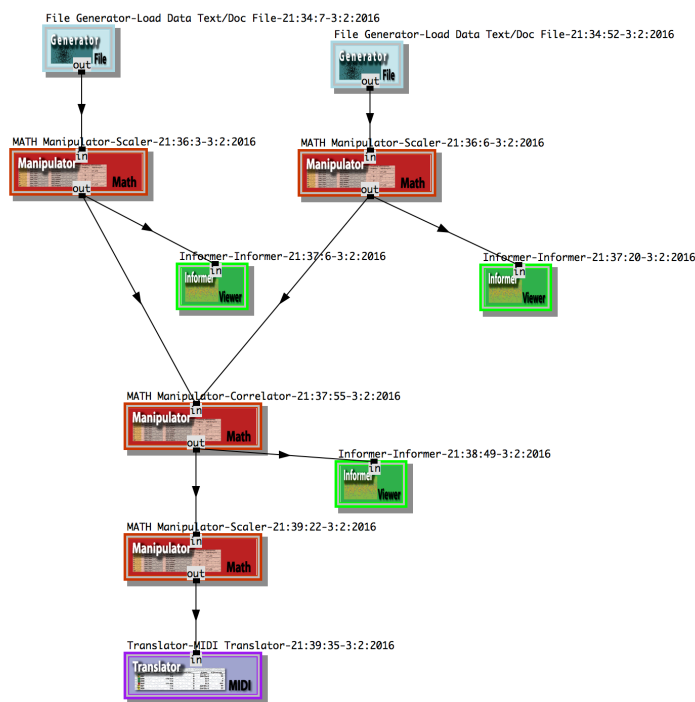 File Generator-Load Data Text/Doc File-21:34:7-3:2:2016
Generator
File
out
File Generator-Load Data Text/Doc File-21:34:52-3:2:2016
Generator
File
out
MATH Manipulator-Scaler-21:36:3-3:2:2016
in
Manipulator
Math
out
MATH Manipulator-Scaler-21:36:6-3:2:2016
in
Manipulator
Math
out
Informer-Informer-21:37:6-3:2:2016
in
Informer
Viewer
Informer-Informer-21:37:20-3:2:2016
in
Informer
Viewer
MATH Manipulator-Correlator-21:37:55-3:2:2016
in
Manipulator
Math
out
Informer-Informer-21:38:49-3:2:2016
in
Informer
Viewer
MATH Manipulator-Scaler-21:39:22-3:2:2016
in
Manipulator
Math
out
Translator-MIDI Translator-21:39:35-3:2:2016
in
Translator
MIDI